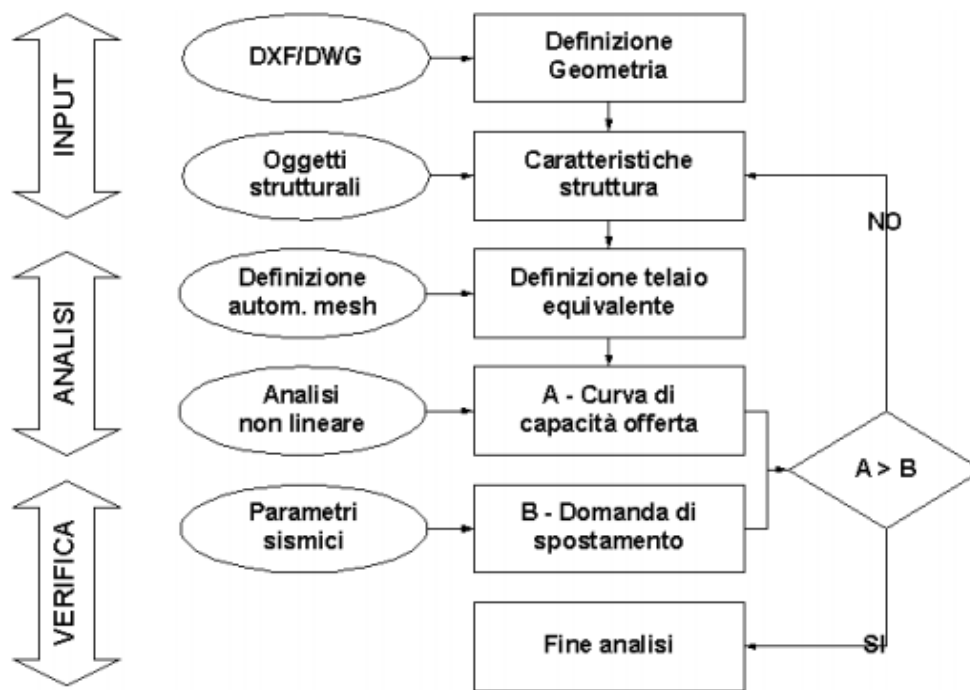 INPUT
DXF/DWG
Definizione
Geometria
Oggetti
strutturali
Caratteristiche
struttura
NO
ANALISI
Definizione
autom. mesh
Definizione telaio
equivalente
Analisi
non lineare
A - Curva di
capacità offerta
A > B
VERIFICA
Parametri
sismici
B - Domanda di
spostamento
Fine analisi
SI